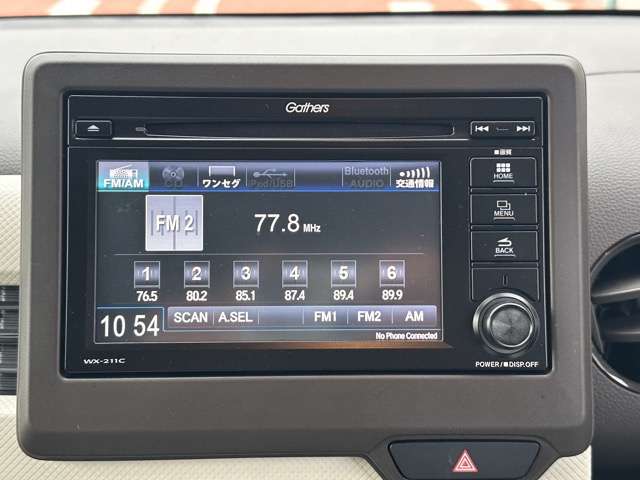 Gathers
FM/AM CD ワンセグ iPod/USB Bluetooth AUDIO 交通情報
HOME
FM 2 77.8 MHz
MENU
BACK
1 2 3 4 5 6
76.5 80.2 85.1 87.4 89.4 89.9
10 54 SCAN A.SEL FM1 FM2 AM
No Phone Connected
WX-211C
POWER/■DISP.OFF